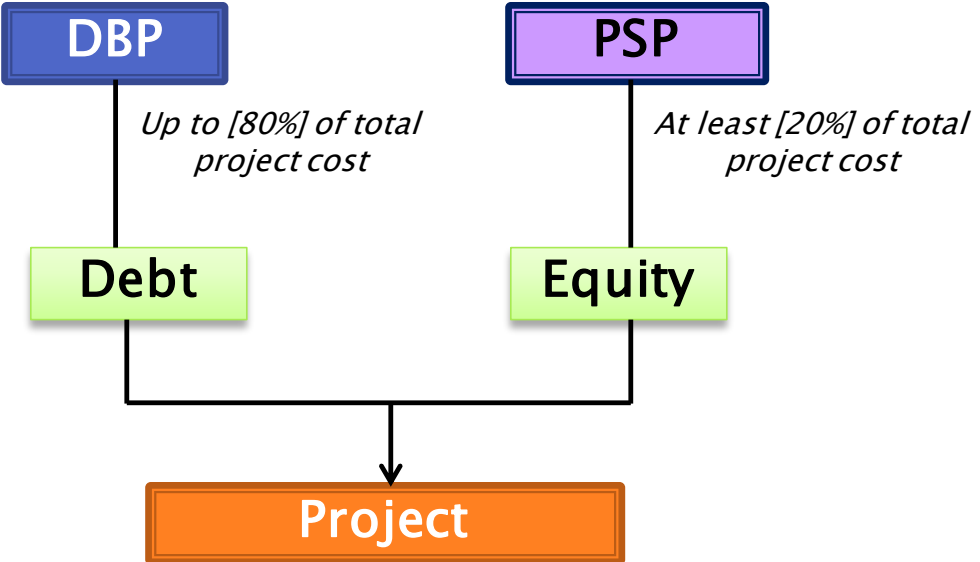 DBP
PSP
Up to [80%] of total
project cost
At least [20%] of total
project cost
Debt
Equity
Project